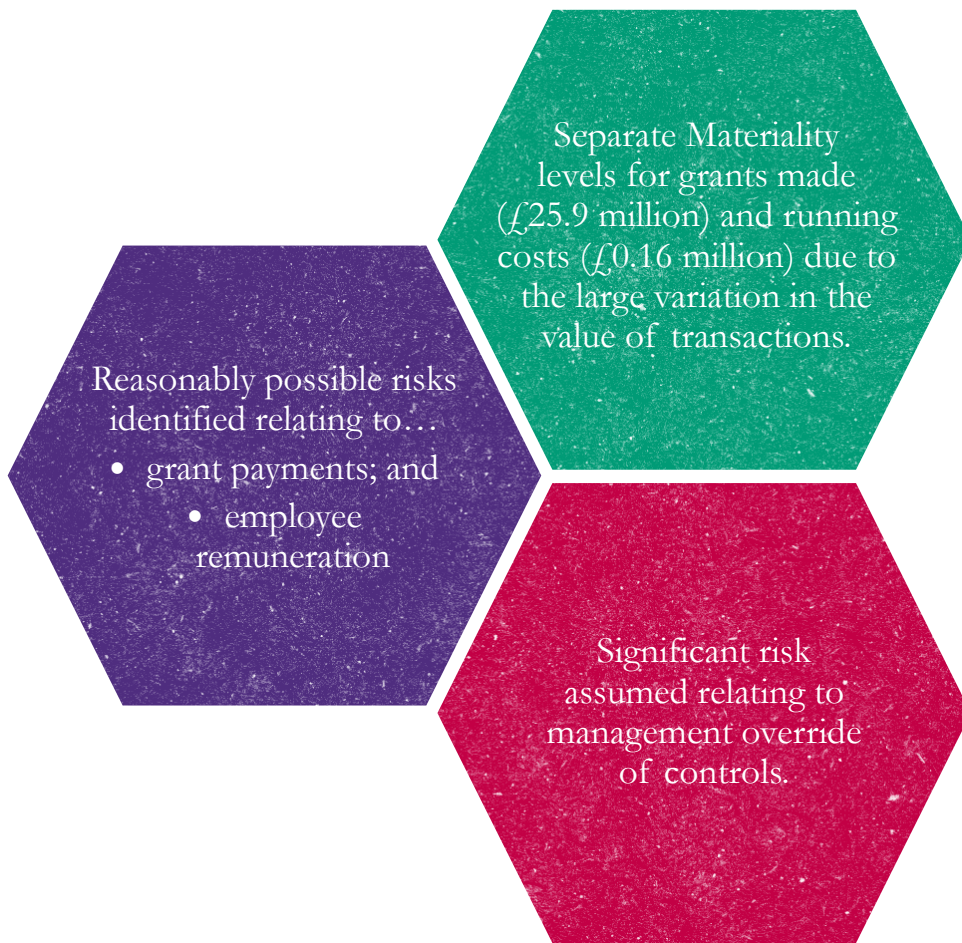 Separate Materiality
levels for grants made
(£25.9 million) and running
costs (£0.16 million) due to
the large variation in the
value of transactions.
Reasonably possible risks
identified relating to…
• grant payments; and
• employee
remuneration
Significant risk
assumed relating to
management override
of controls.